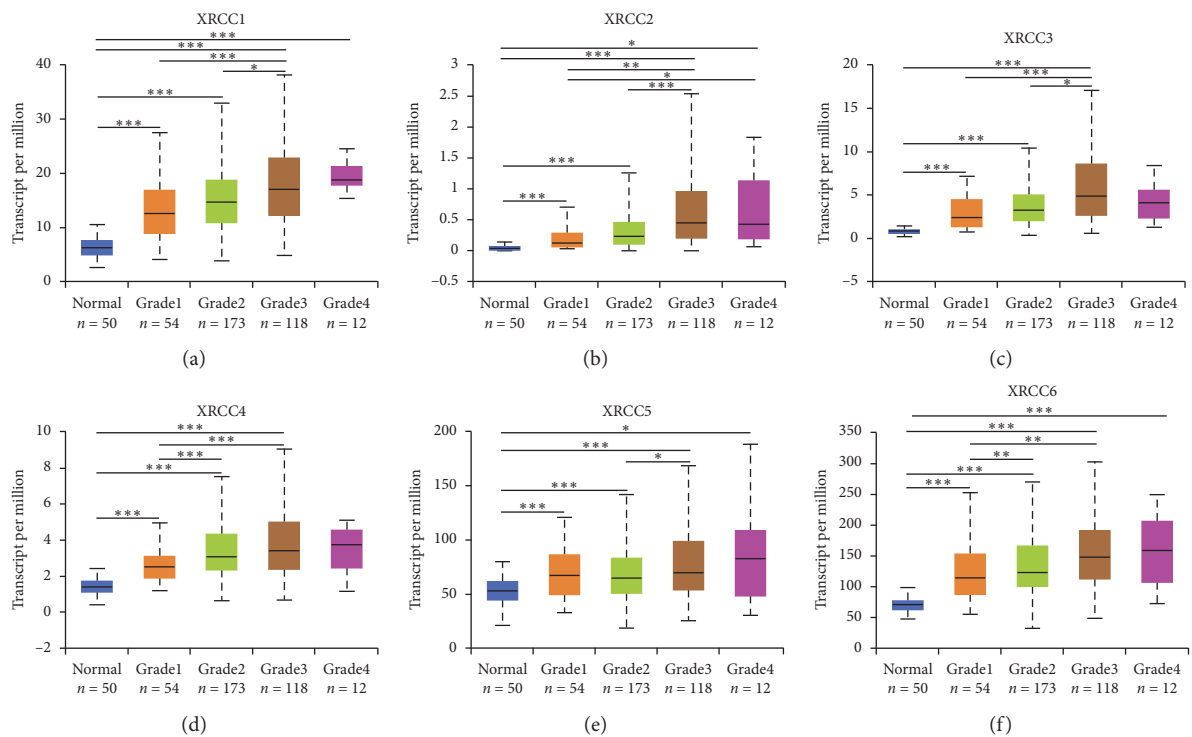 XRCC1
***
***
***
*
***
***
Transcript per million
40
30
20
10
0
Normal Grade1 Grade2 Grade3 Grade4
n = 50 n = 54 n = 173 n = 118 n = 12
(a)
XRCC2
*
***
**
*
***
***
***
Transcript per million
3
2.5
2
1.5
1
0.5
0
–0.5
Normal Grade1 Grade2 Grade3 Grade4
n = 50 n = 54 n = 173 n = 118 n = 12
(b)
XRCC3
***
***
*
***
***
Transcript per million
20
15
10
5
0
–5
Normal Grade1 Grade2 Grade3 Grade4
n = 50 n = 54 n = 173 n = 118 n = 12
(c)
XRCC4
***
***
***
***
***
Transcript per million
10
8
6
4
2
0
–2
Normal Grade1 Grade2 Grade3 Grade4
n = 50 n = 54 n = 173 n = 118 n = 12
(d)
XRCC5
*
***
*
***
***
Transcript per million
200
150
100
50
0
Normal Grade1 Grade2 Grade3 Grade4
n = 50 n = 54 n = 173 n = 118 n = 12
(e)
XRCC6
***
***
**
**
***
***
Transcript per million
350
300
250
200
150
100
50
0
Normal Grade1 Grade2 Grade3 Grade4
n = 50 n = 54 n = 173 n = 118 n = 12
(f)